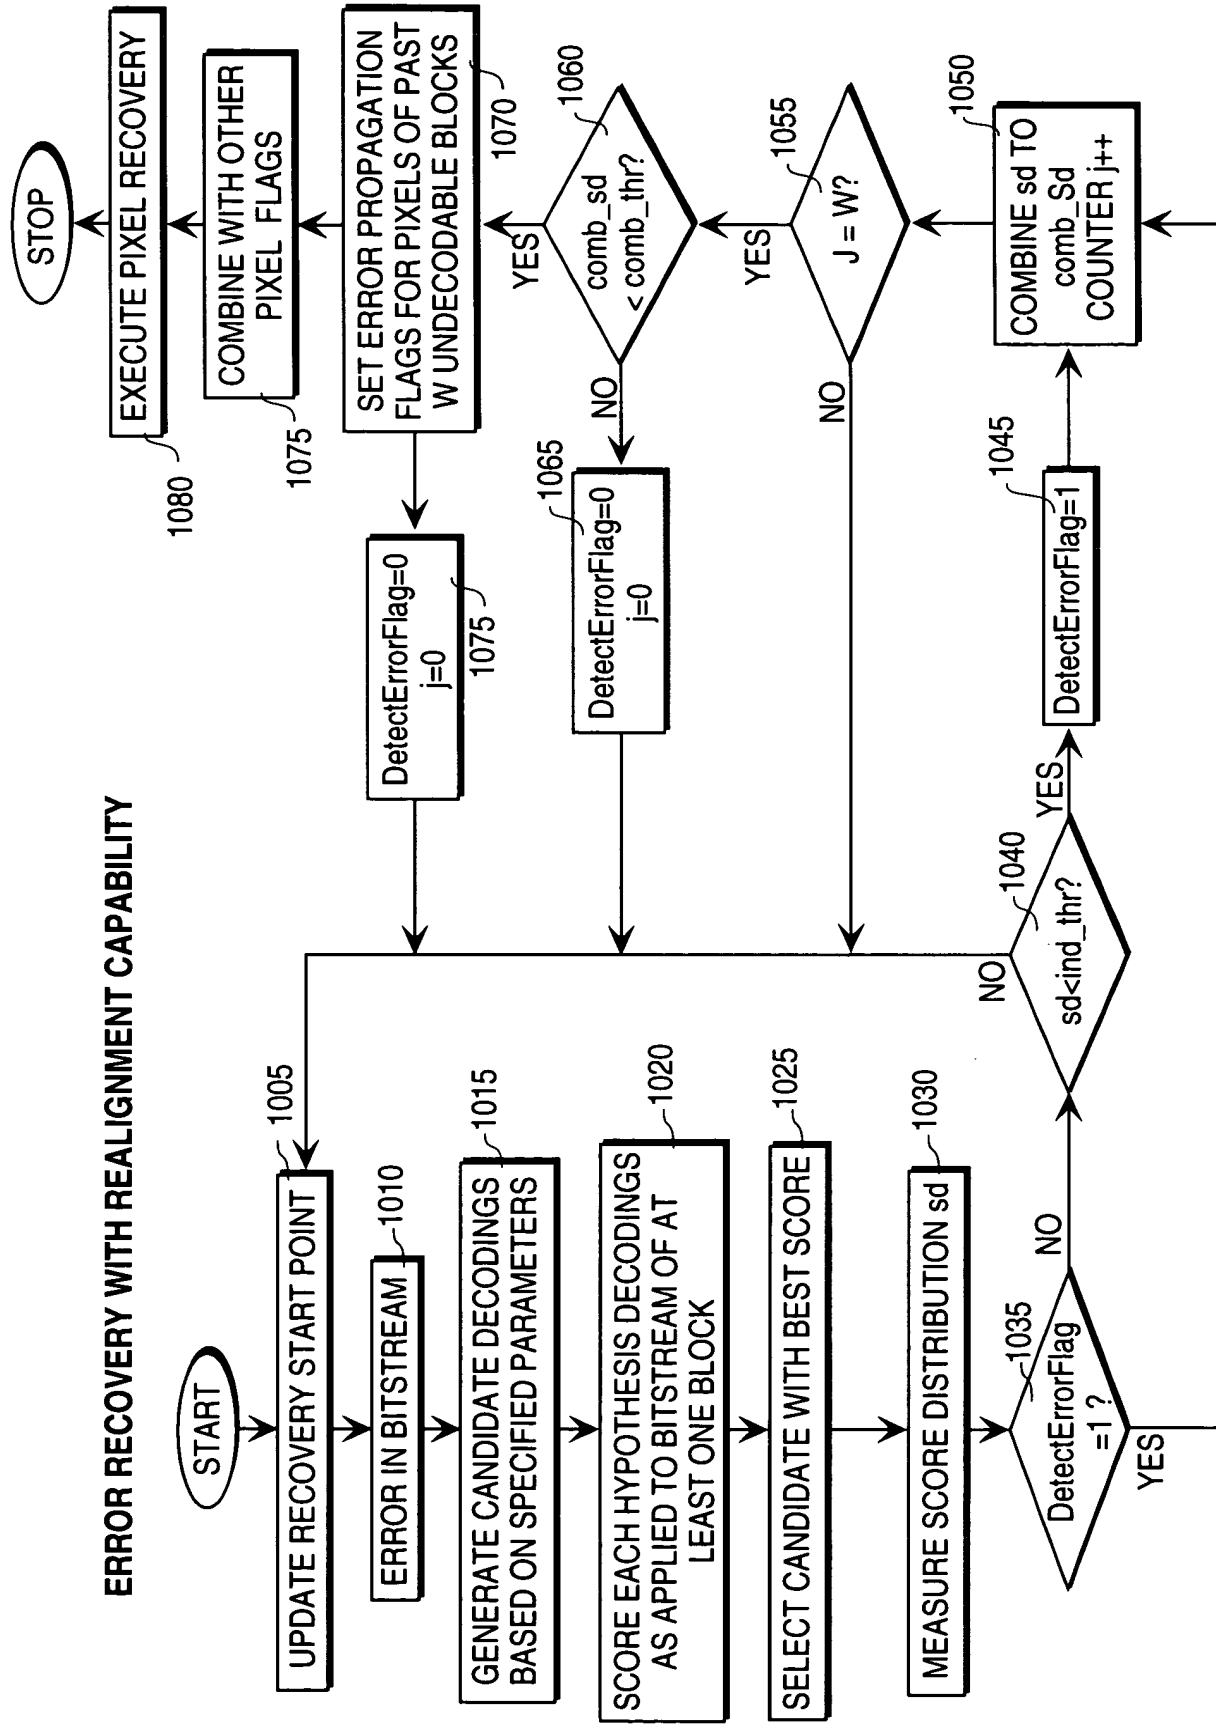 ERROR RECOVERY WITH REALIGNMENT CAPABILITY
START
UPDATE RECOVERY START POINT
1005
ERROR IN BITSTREAM
1010
GENERATE CANDIDATE DECODINGS
BASED ON SPECIFIED PARAMETERS
1015
SCORE EACH HYPOTHESIS DECODINGS
AS APPLIED TO BITSTREAM OF AT
LEAST ONE BLOCK
1020
SELECT CANDIDATE WITH BEST SCORE
1025
MEASURE SCORE DISTRIBUTION sd
1030
DetectErrorFlag
=1 ?
1035
YES
NO
sd<ind_thr?
1040
NO
YES
DetectErrorFlag=1
1045
COMBINE sd TO
comb_Sd
COUNTER j++
1050
J = W?
1055
NO
YES
comb_sd
< comb_thr?
1060
NO
YES
DetectErrorFlag=0
j=0
1065
SET ERROR PROPAGATION
FLAGS FOR PIXELS OF PAST
W UNDECODABLE BLOCKS
1070
DetectErrorFlag=0
j=0
1075
COMBINE WITH OTHER
PIXEL FLAGS
1075
EXECUTE PIXEL RECOVERY
1080
STOP